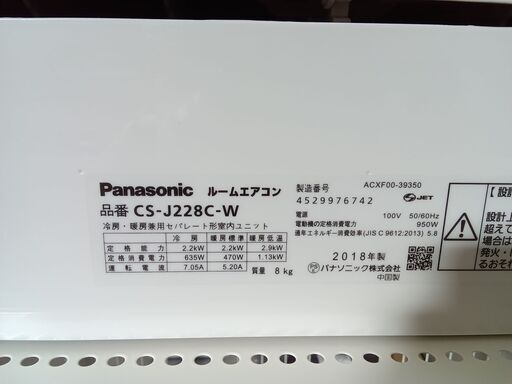 Panasonic ルームエアコン
品番 CS-J228C-W
冷房・暖房兼用セパレート形室内ユニット
冷房 暖房標準 暖房低温
定格能力 2.2kW 2.2kW 2.9kW
定格消費電力 635W 470W 1.13kW
運転電流 7.05A 5.20A
質量 8kg
ACXF00-39350
製造番号
4529976742
JET
電源 100V 50/60Hz
電動機の定格消費電力 950W
通年エネルギー消費効率(JIS C 9612:2013) 5.8
2018年製
パナソニック株式会社
中国製
設計上
超えて
場合は
発火・
るおそれ